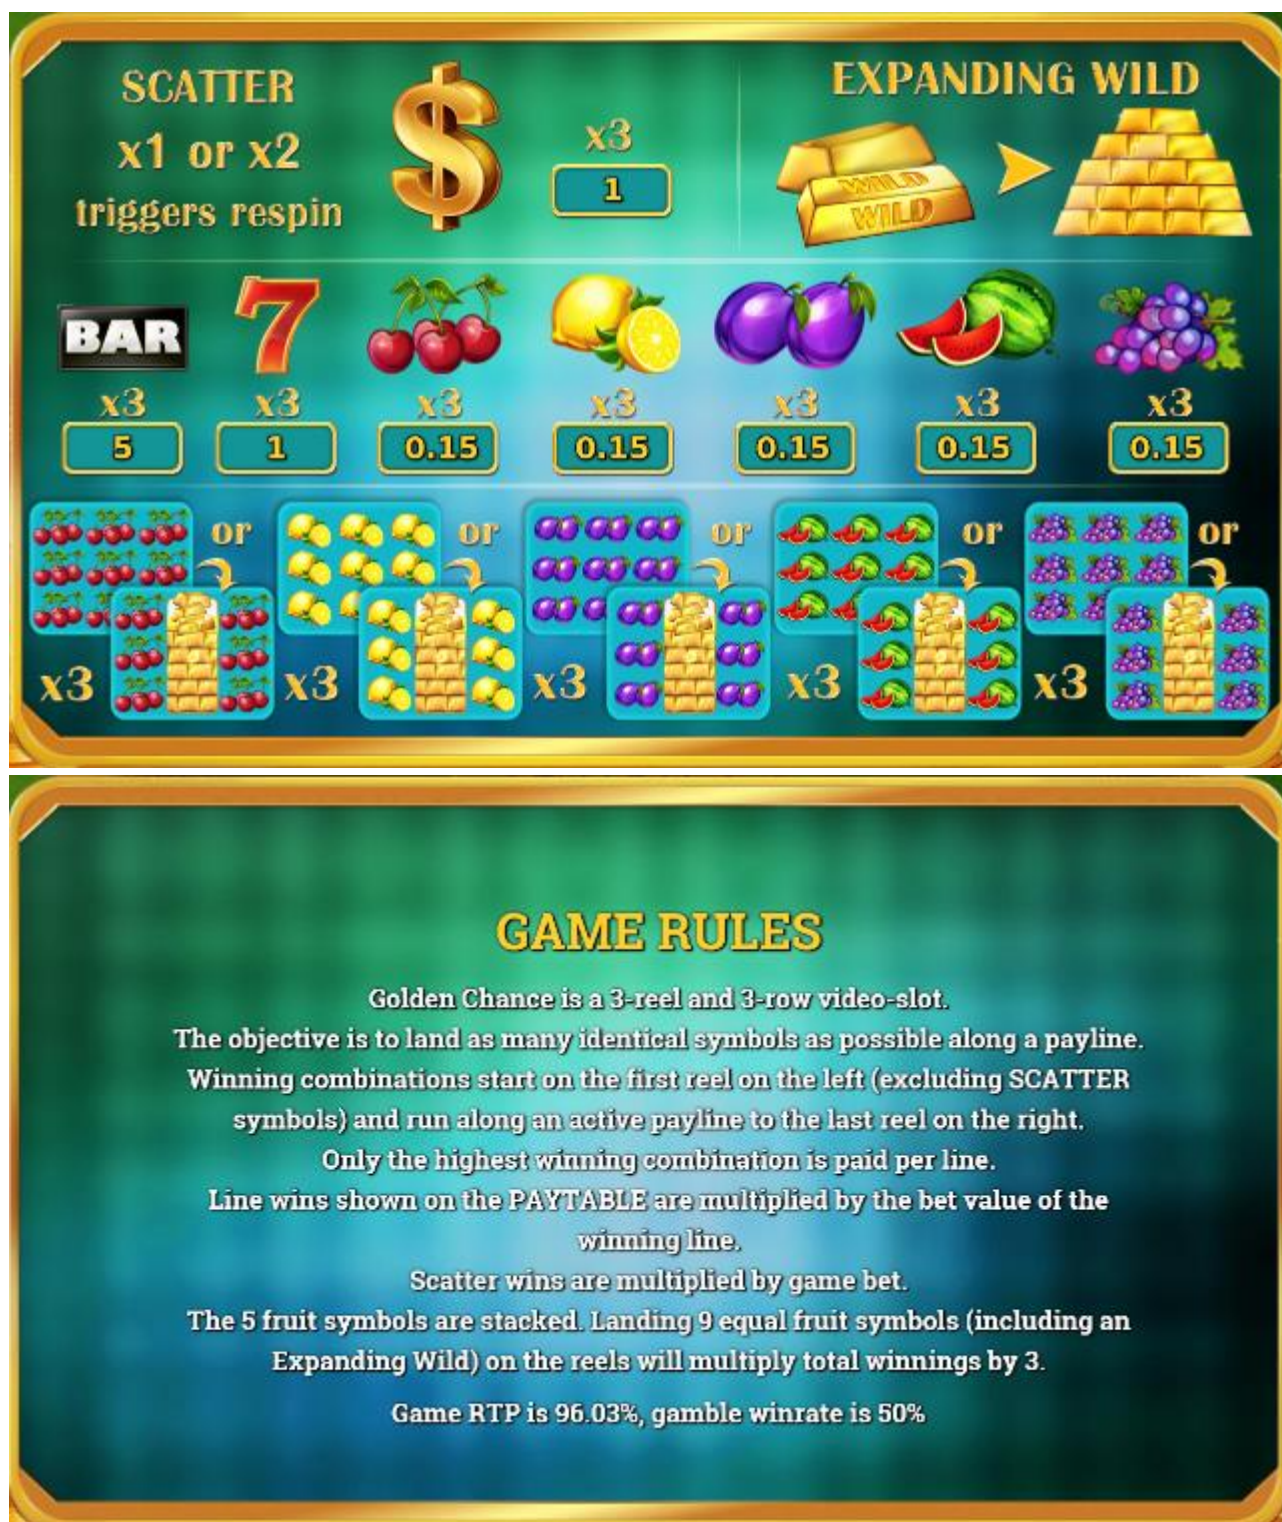 SCATTER
x1 or x2
triggers respin
x3
1
EXPANDING WILD
WILD
WILD
BAR
7
x3
5
x3
1
x3
0.15
x3
0.15
x3
0.15
x3
0.15
x3
0.15
or
or
or
or
or
x3
x3
x3
x3
x3
GAME RULES
Golden Chance is a 3-reel and 3-row video-slot.
The objective is to land as many identical symbols as possible along a payline.
Winning combinations start on the first reel on the left (excluding SCATTER
symbols) and run along an active payline to the last reel on the right.
Only the highest winning combination is paid per line.
Line wins shown on the PAYTABLE are multiplied by the bet value of the
winning line.
Scatter wins are multiplied by game bet.
The 5 fruit symbols are stacked. Landing 9 equal fruit symbols (including an
Expanding Wild) on the reels will multiply total winnings by 3.
Game RTP is 96.03%, gamble winrate is 50%